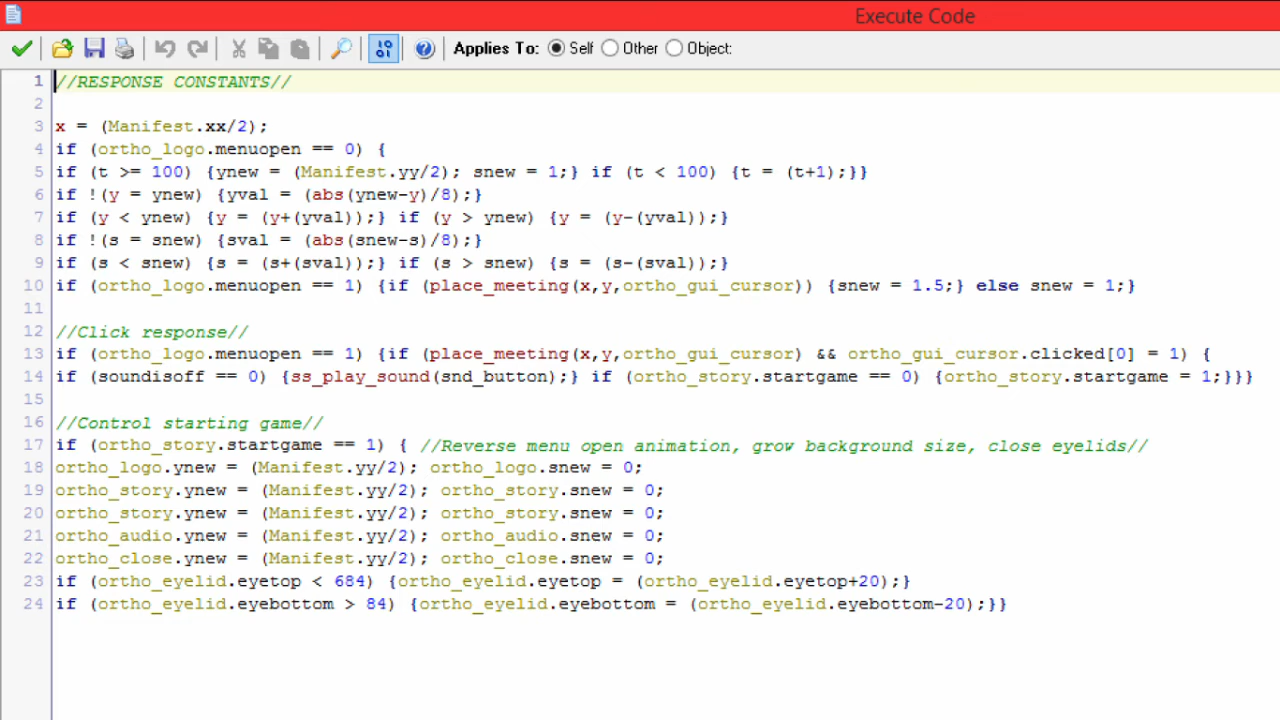 Execute Code
Applies To: Self Other Object:
1 //RESPONSE CONSTANTS//
2
3 x = (Manifest.xx/2);
4 if (ortho_logo.menuopen == 0) {
5 if (t >= 100) {ynew = (Manifest.yy/2); snew = 1;} if (t < 100) {t = (t+1);}}
6 if !(y = ynew) {yval = (abs(ynew-y)/8);}
7 if (y < ynew) {y = (y+(yval));} if (y > ynew) {y = (y-(yval));}
8 if !(s = snew) {sval = (abs(snew-s)/8);}
9 if (s < snew) {s = (s+(sval));} if (s > snew) {s = (s-(sval));}
10 if (ortho_logo.menuopen == 1) {if (place_meeting(x,y,ortho_gui_cursor)) {snew = 1.5;} else snew = 1;}
11
12 //Click response//
13 if (ortho_logo.menuopen == 1) {if (place_meeting(x,y,ortho_gui_cursor) && ortho_gui_cursor.clicked[0] = 1) {
14 if (soundisoff == 0) {ss_play_sound(snd_button);} if (ortho_story.startgame == 0) {ortho_story.startgame = 1;}}}
15
16 //Control starting game//
17 if (ortho_story.startgame == 1) { //Reverse menu open animation, grow background size, close eyelids//
18 ortho_logo.ynew = (Manifest.yy/2); ortho_logo.snew = 0;
19 ortho_story.ynew = (Manifest.yy/2); ortho_story.snew = 0;
20 ortho_story.ynew = (Manifest.yy/2); ortho_story.snew = 0;
21 ortho_audio.ynew = (Manifest.yy/2); ortho_audio.snew = 0;
22 ortho_close.ynew = (Manifest.yy/2); ortho_close.snew = 0;
23 if (ortho_eyelid.eyetop < 684) {ortho_eyelid.eyetop = (ortho_eyelid.eyetop+20);}
24 if (ortho_eyelid.eyebottom > 84) {ortho_eyelid.eyebottom = (ortho_eyelid.eyebottom-20);}}